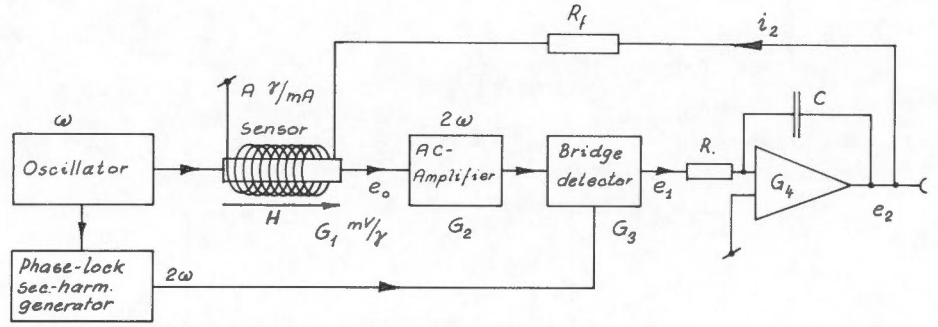 R_f
i_2
A γ/mA
Sensor
C
ω
Oscillator
2ω
AC-
Amplifier
Bridge
detector
R.
G_4
e_0
e_1
e_2
H
G_1 mV/γ
G_2
G_3
Phase-lock
sec.-harm.
generator
2ω